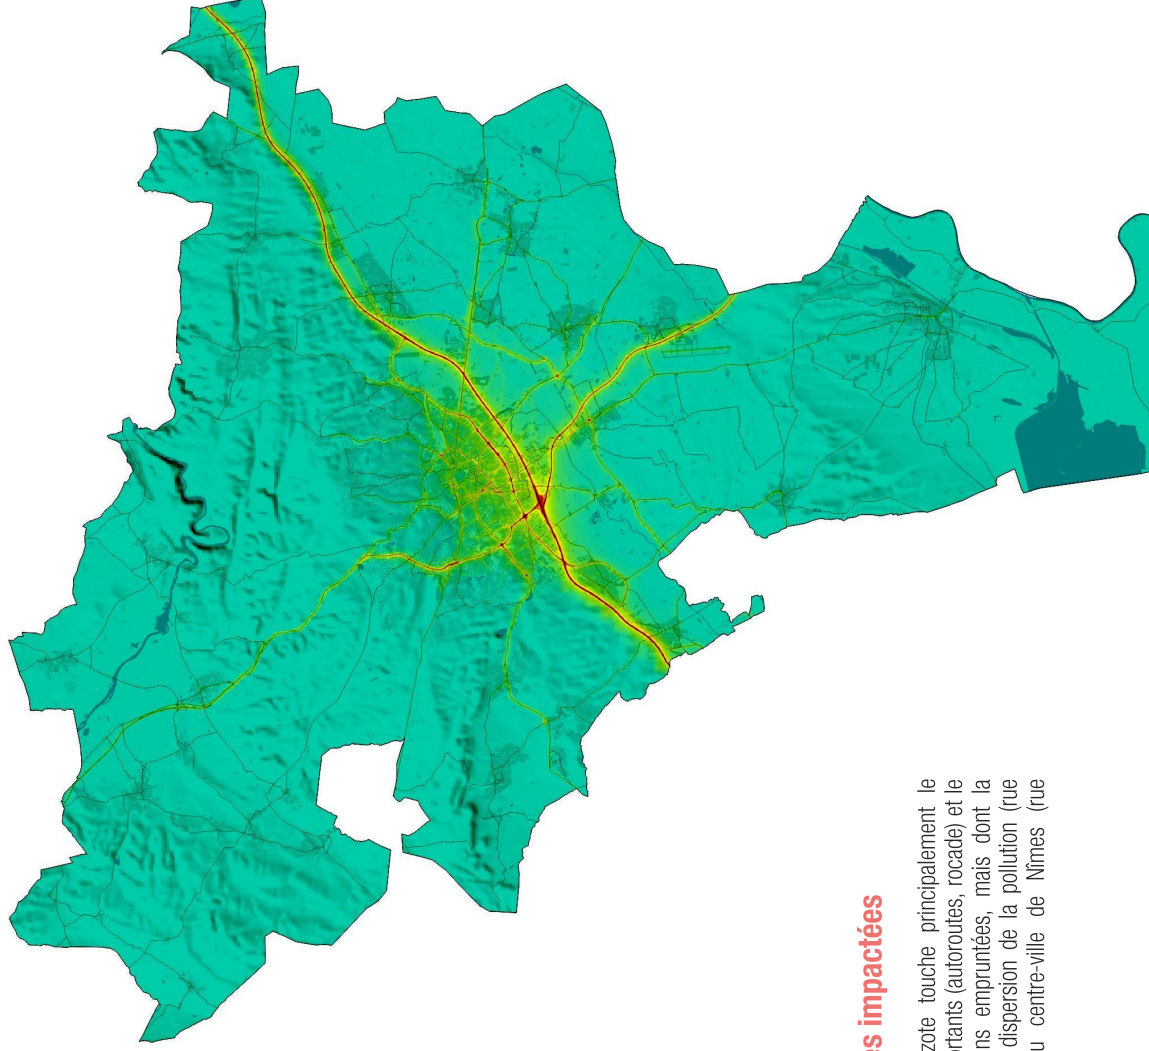 es impactées
zote touche principalement le
rtants (autoroutes, rocade) et le
ns empruntées, mais dont la
dispersion de la pollution (rue
u centre-ville de Nîmes (rue